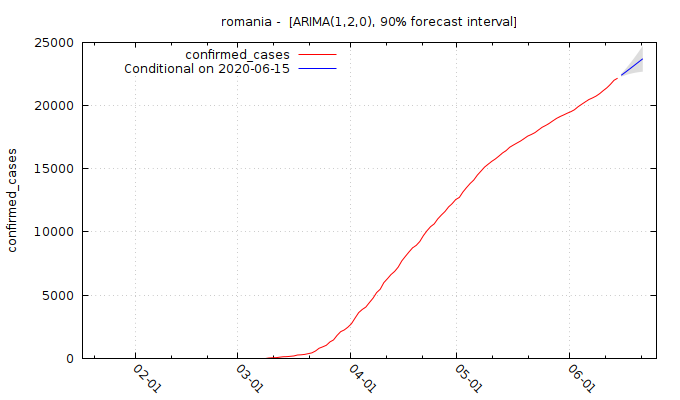 romania -  [ARIMA(1,2,0), 90% forecast interval]
confirmed_cases
Conditional on 2020-06-15
confirmed_cases
25000
20000
15000
10000
5000
0
02-01
03-01
04-01
05-01
06-01